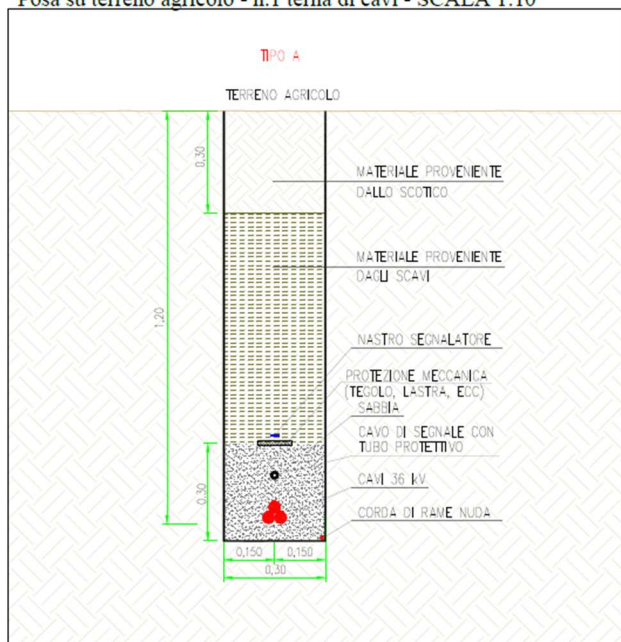 Posa su terreno agricolo - n.1 terna di cavi - SCALA 1:10
TIPO A
TERRENO AGRICOLO
0,30
MATERIALE PROVENIENTE
DALLO SCOTICO
MATERIALE PROVENIENTE
DAGLI SCAVI
1,20
NASTRO SEGNALATORE
PROTEZIONE MECCANICA
(TEGOLO, LASTRA, ECC)
SABBIA
CAVO DI SEGNALE CON
TUBO PROTETTIVO
0,30
CAVI 36 kV
CORDA DI RAME NUDA
0,150 0,150
0,30